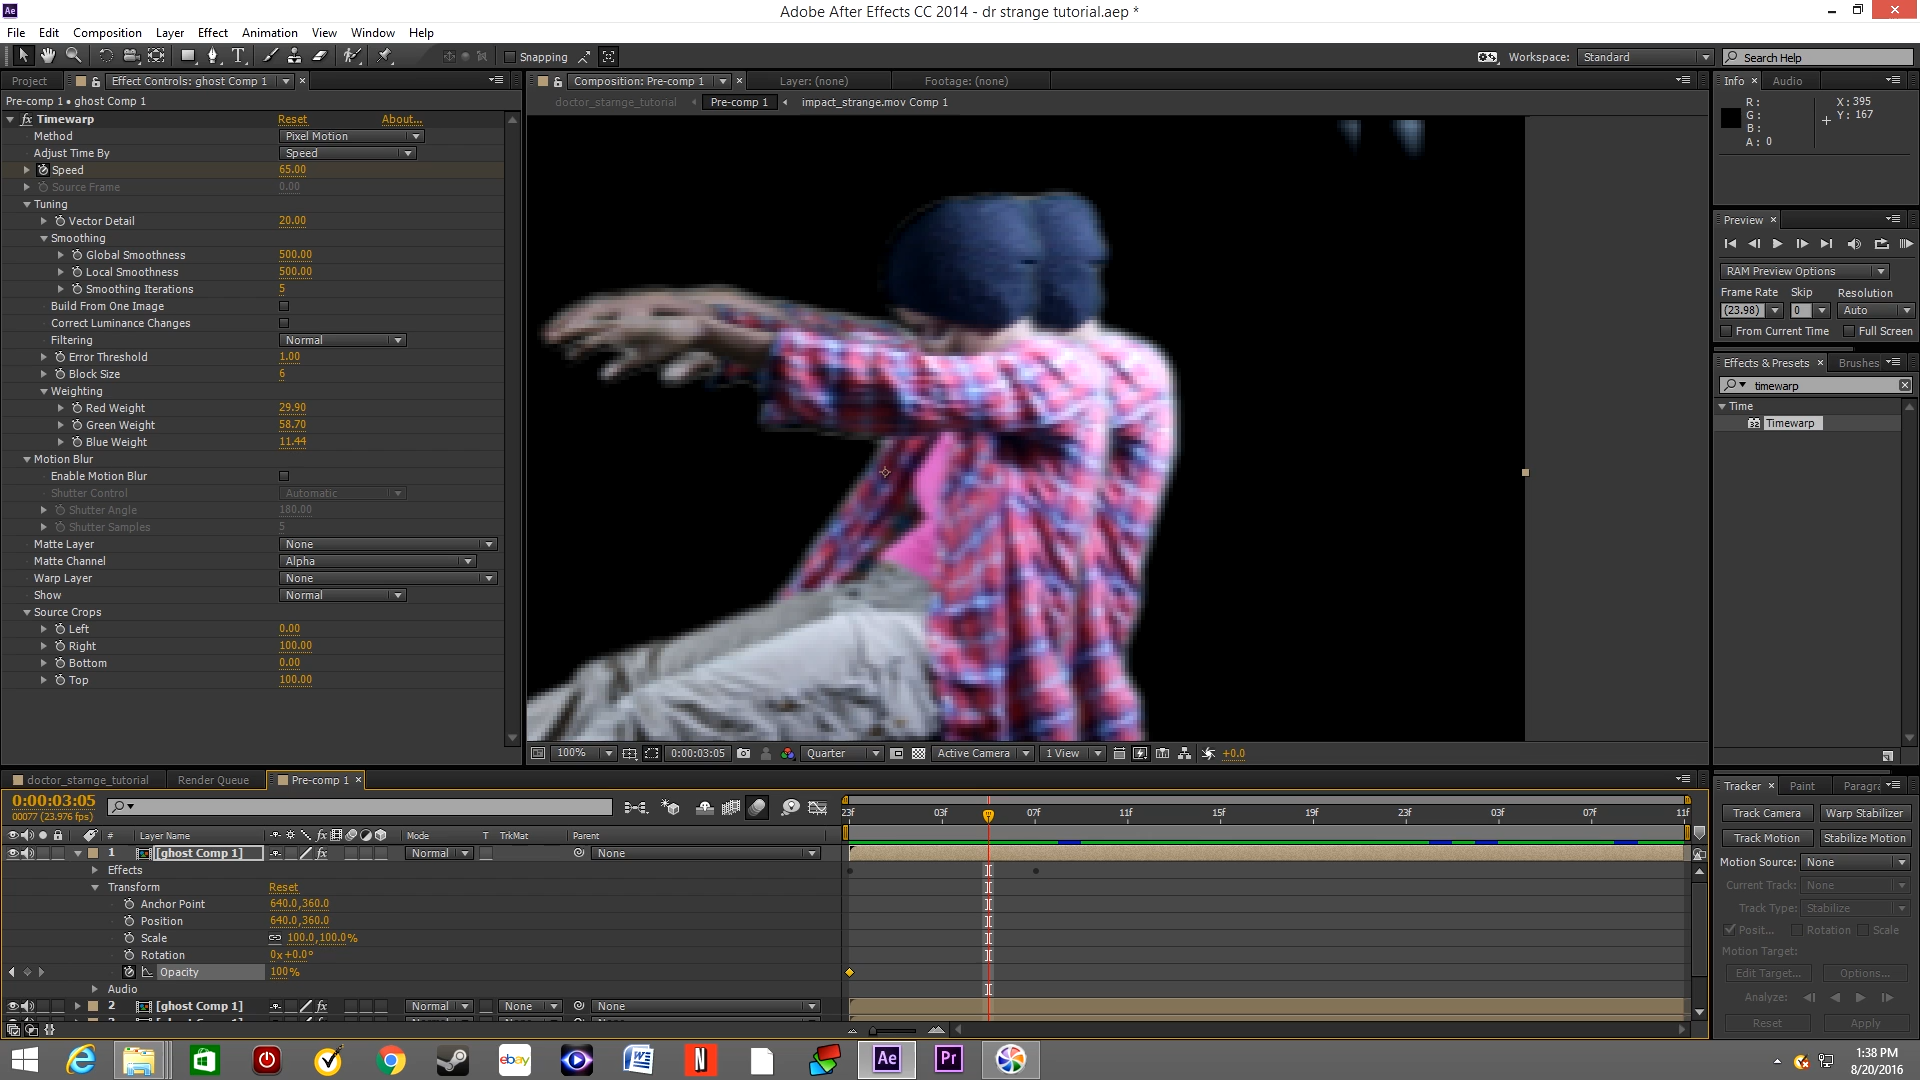 Adobe After Effects CC 2014 - dr strange tutorial.aep *
File Edit Composition Layer Effect Animation View Window Help
Snapping
Workspace: Standard
Search Help
Project Effect Controls: ghost Comp 1
Pre-comp 1 • ghost Comp 1
fx Timewarp Reset About...
Method Pixel Motion
Adjust Time By Speed
Speed 65.00
Source Frame 0.00
Tuning
Vector Detail 20.00
Smoothing
Global Smoothness 500.00
Local Smoothness 500.00
Smoothing Iterations 5
Build From One Image
Correct Luminance Changes
Filtering Normal
Error Threshold 1.00
Block Size 6
Weighting
Red Weight 29.90
Green Weight 58.70
Blue Weight 11.44
Motion Blur
Enable Motion Blur
Shutter Control Automatic
Shutter Angle 180.00
Shutter Samples 5
Matte Layer None
Matte Channel Alpha
Warp Layer None
Show Normal
Source Crops
Left 0.00
Right 100.00
Bottom 0.00
Top 100.00
Composition: Pre-comp 1 Layer: (none) Footage: (none)
doctor_starnge_tutorial Pre-comp 1 impact_strange.mov Comp 1
100% 0:00:03:05 Quarter Active Camera 1 View +0.0
Info Audio
R: X: 395
G: Y: 167
B:
A: 0
Preview
RAM Preview Options
Frame Rate Skip Resolution
(23.98) 0 Auto
From Current Time Full Screen
Effects & Presets Brushes
timewarp
Time
32 Timewarp
doctor_starnge_tutorial Render Queue Pre-comp 1
0:00:03:05
00077 (23.976 fps)
23f 03f 07f 11f 15f 19f 23f 03f 07f 11f
# Layer Name fx Mode T TrkMat Parent
1 [ghost Comp 1] fx Normal None
Effects
Transform Reset
Anchor Point 640.0,360.0
Position 640.0,360.0
Scale 100.0,100.0%
Rotation 0x+0.0°
Opacity 100%
Audio
2 [ghost Comp 1] fx Normal None None
Tracker Paint Paragra
Track Camera Warp Stabilizer
Track Motion Stabilize Motion
Motion Source: None
Current Track: None
Track Type: Stabilize
Posit... Rotation Scale
Motion Target:
Edit Target... Options...
Analyze:
Reset Apply
ebay N Ae Pr
1:38 PM
8/20/2016